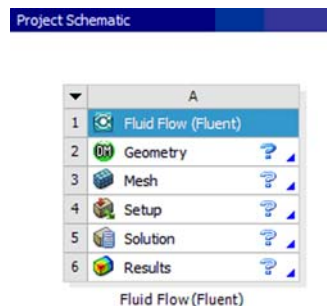 Project Schematic
A
1 Fluid Flow (Fluent)
2 DM Geometry ?
3 Mesh ?
4 Setup ?
5 Solution ?
6 Results ?
Fluid Flow (Fluent)